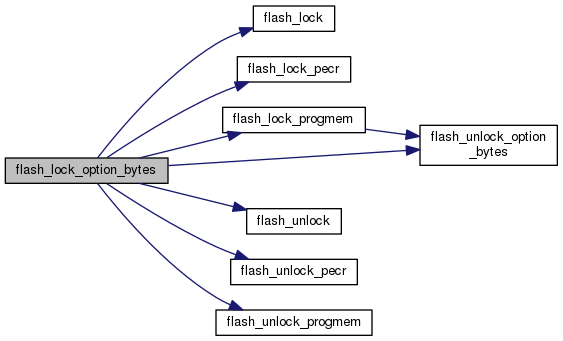 flash_lock
flash_lock_pecr
flash_lock_progmem
flash_unlock_option
_bytes
flash_lock_option_bytes
flash_unlock
flash_unlock_pecr
flash_unlock_progmem